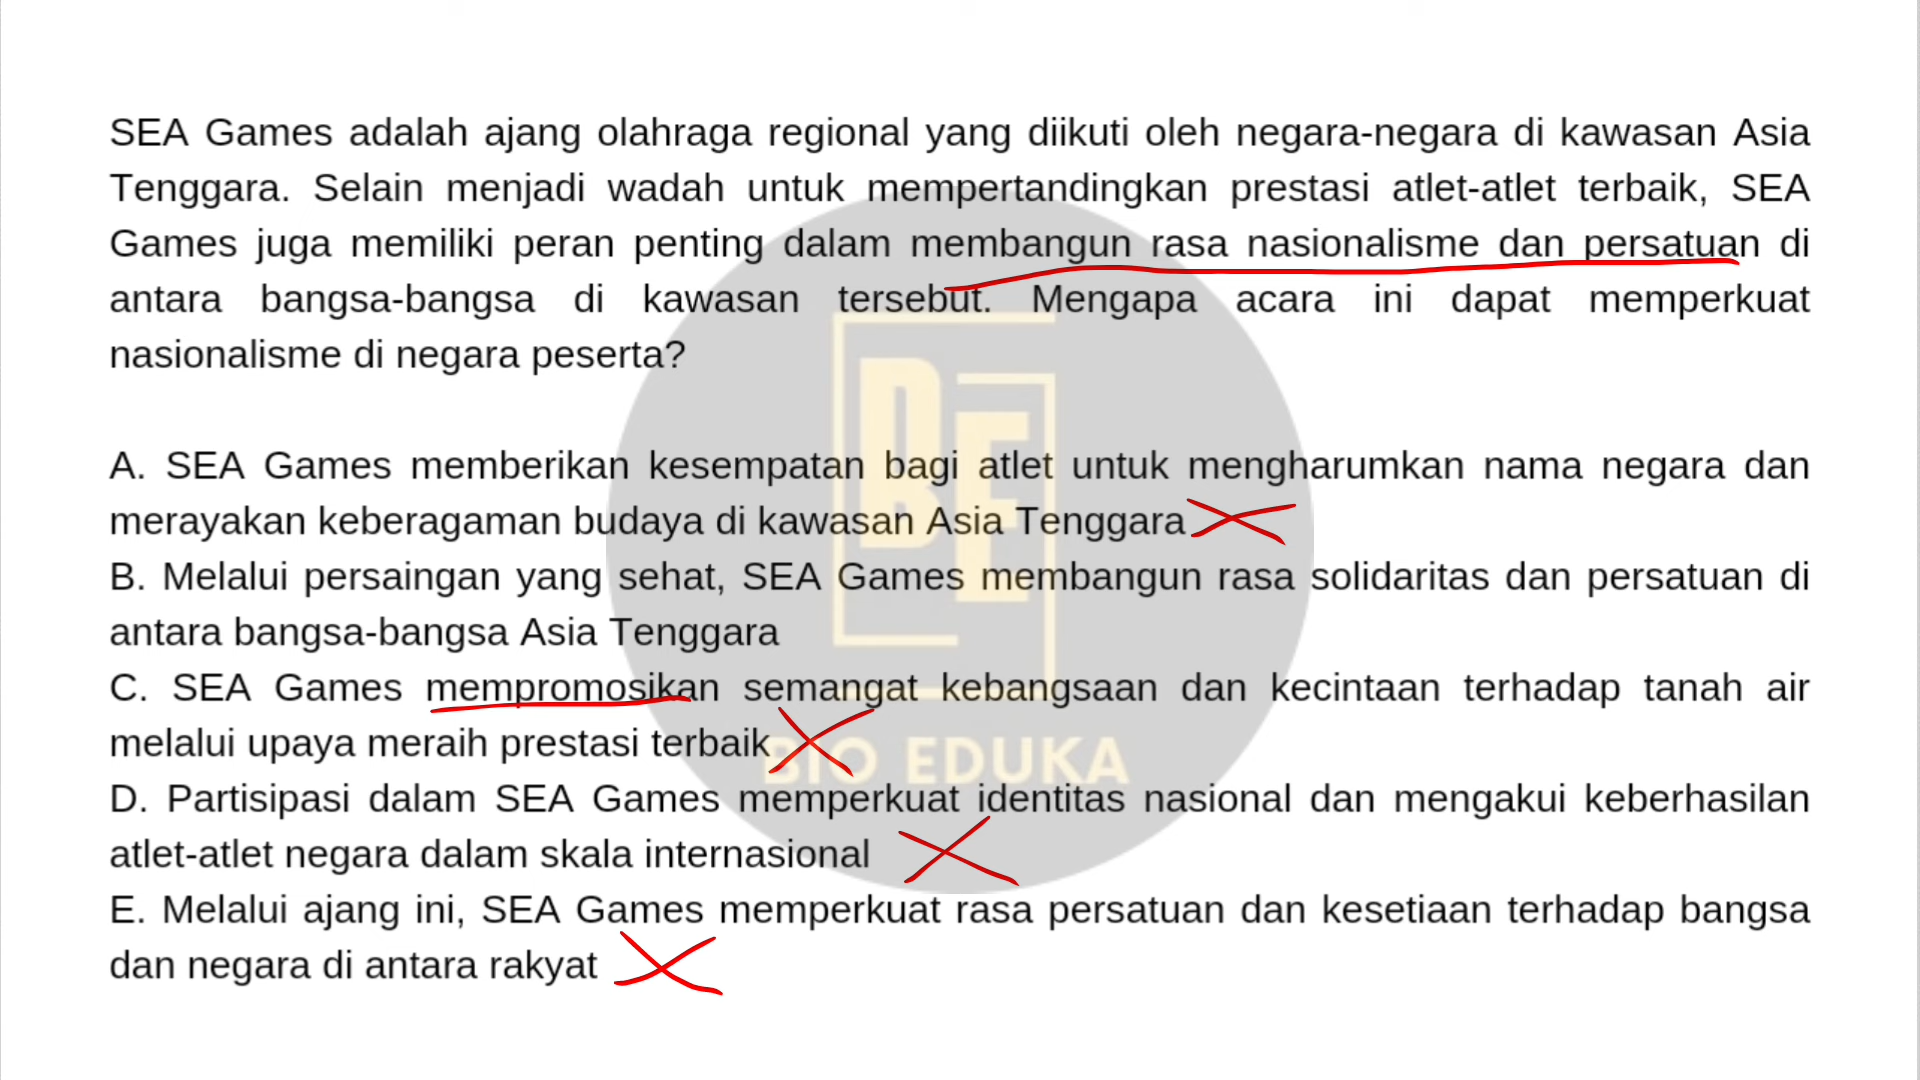 SEA Games adalah ajang olahraga regional yang diikuti oleh negara-negara di kawasan Asia
Tenggara. Selain menjadi wadah untuk mempertandingkan prestasi atlet-atlet terbaik, SEA
Games juga memiliki peran penting dalam membangun rasa nasionalisme dan persatuan di
antara bangsa-bangsa di kawasan tersebut. Mengapa acara ini dapat memperkuat
nasionalisme di negara peserta?
A. SEA Games memberikan kesempatan bagi atlet untuk mengharumkan nama negara dan
merayakan keberagaman budaya di kawasan Asia Tenggara
B. Melalui persaingan yang sehat, SEA Games membangun rasa solidaritas dan persatuan di
antara bangsa-bangsa Asia Tenggara
C. SEA Games mempromosikan semangat kebangsaan dan kecintaan terhadap tanah air
melalui upaya meraih prestasi terbaik
D. Partisipasi dalam SEA Games memperkuat identitas nasional dan mengakui keberhasilan
atlet-atlet negara dalam skala internasional
E. Melalui ajang ini, SEA Games memperkuat rasa persatuan dan kesetiaan terhadap bangsa
dan negara di antara rakyat
BE
BIO EDUKA